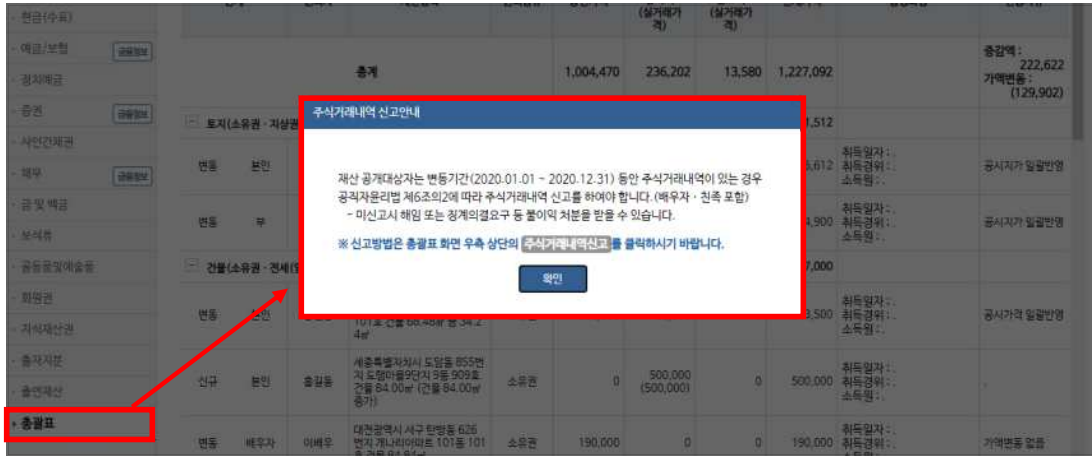 현금(수표)
예금/보험 금융정보
정치예금
증권 금융정보
사인간채권
채무 금융정보
금 및 백금
보석류
골동품및예술품
회원권
지식재산권
출자지분
출연재산
총괄표
(실거래가격) (실거래가격)
총계 1,004,470 236,202 13,580 1,227,092
증감액 : 222,622
가액변동 : (129,902)
토지(소유권 · 지상권
변동 본인 취득일자 : . 취득경위 : . 소득원 : . 공시지가 일괄반영
변동 부 취득일자 : . 취득경위 : . 소득원 : . 공시지가 일괄반영
건물(소유권 · 전세(
변동 본인 취득일자 : . 취득경위 : . 소득원 : . 공시가격 일괄반영
주식거래내역 신고안내
재산 공개대상자는 변동기간(2020.01.01 ~ 2020.12.31) 동안 주식거래내역이 있는 경우
공직자윤리법 제6조의2에 따라 주식거래내역 신고를 하여야 합니다.(배우자 · 친족 포함)
- 미신고시 해임 또는 징계의결요구 등 불이익 처분을 받을 수 있습니다.
※ 신고방법은 총괄표 화면 우측 상단의 주식거래내역신고 를 클릭하시기 바랍니다.
확인
신규 본인 홍길동 세종특별자치시 도담동 855번지 도램마을9단지 9동 909호 건물 84.00㎡ (건물 84.00㎡ 증가) 소유권 0 500,000 (500,000) 0 500,000 취득일자 : . 취득경위 : . 소득원 : . .
변동 배우자 이배우 대전광역시 서구 탄방동 626번지 개나리아파트 101동 101 소유권 190,000 0 0 190,000 취득일자 : . 취득경위 : . 가액변동 없음